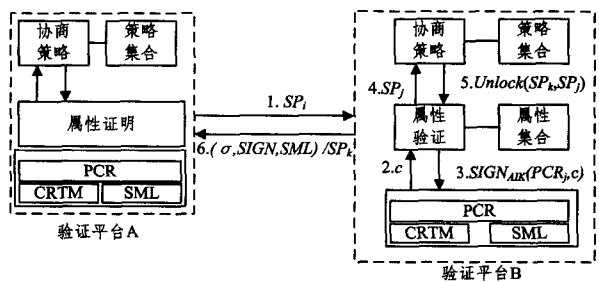 协商
策略
策略
集合
属性证明
PCR
CRTM
SML
验证平台A
1. SPi
6.( σ,SIGN,SML) /SPk
协商
策略
策略
集合
4.SPj
5.Unlock(SPk,SPj)
属性
验证
属性
集合
2.c
3.SIGNAIK(PCRj,c)
PCR
CRTM
SML
验证平台B